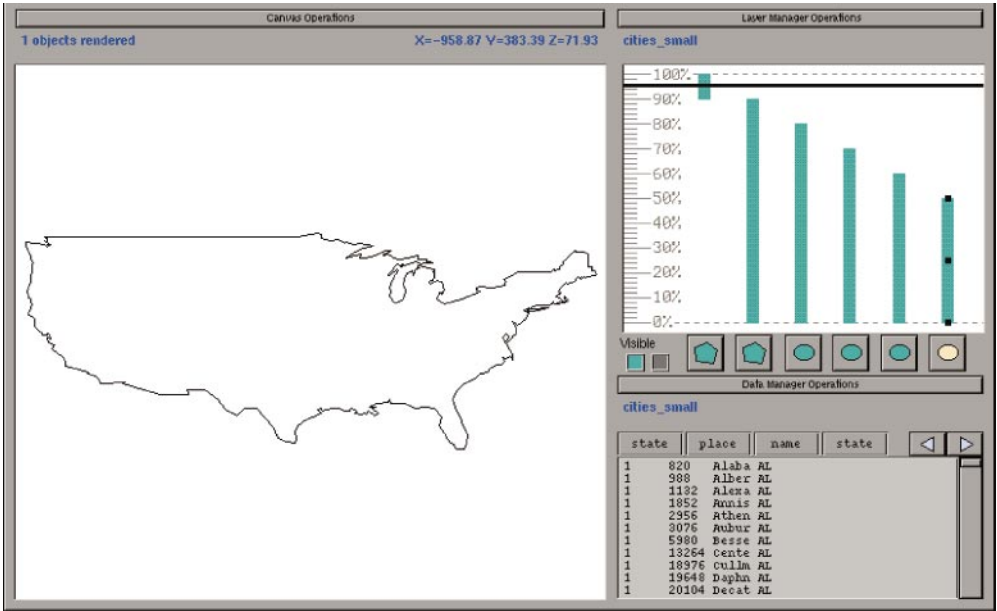 Canvas Operations
1 objects rendered X=-958.87 Y=383.39 Z=71.93
Layer Manager Operations
cities_small
100%
90%
80%
70%
60%
50%
40%
30%
20%
10%
0%
Visible
Data Manager Operations
cities_small
state place name state
1 820 Alaba AL
1 988 Alber AL
1 1132 Alexa AL
1 1852 Annis AL
1 2956 Athen AL
1 3076 Aubur AL
1 5980 Besse AL
1 13264 Cente AL
1 18976 Cullm AL
1 19648 Daphn AL
1 20104 Decat AL